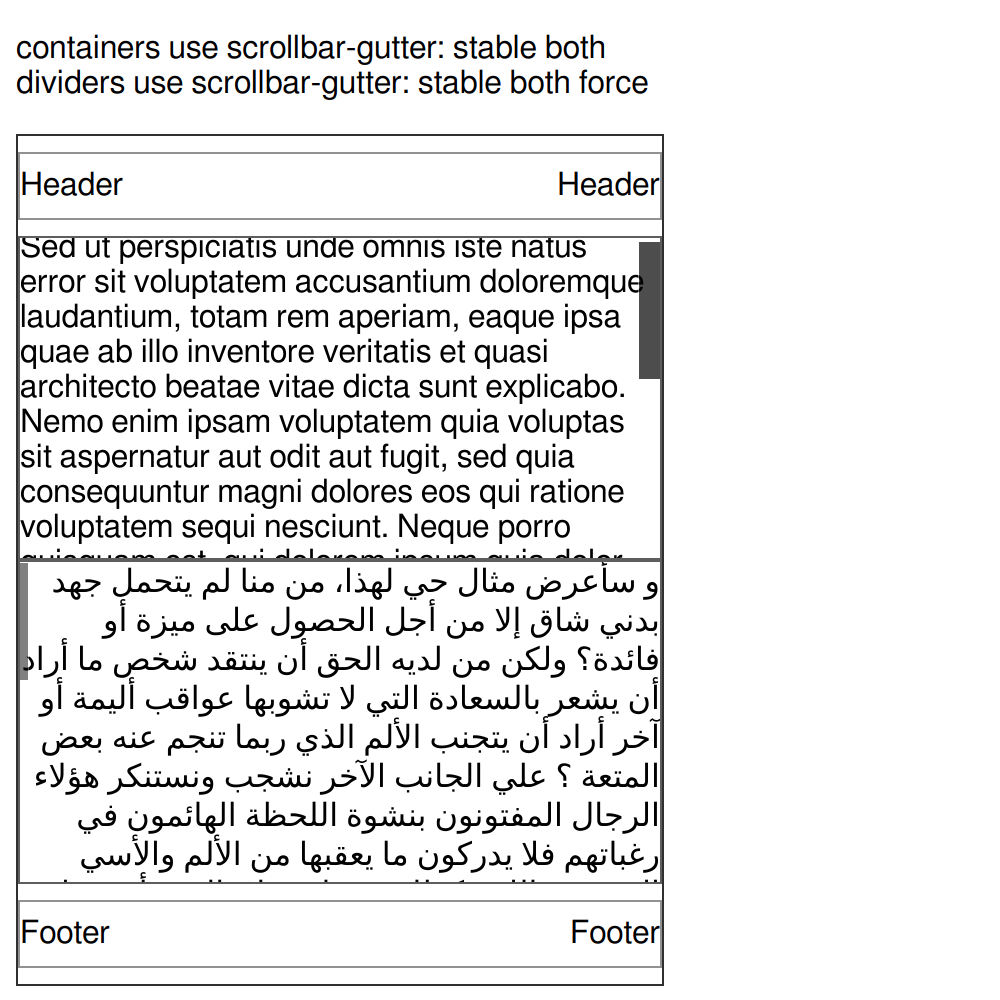 containers use scrollbar-gutter: stable both
dividers use scrollbar-gutter: stable both force
Header Header
Sed ut perspiciatis unde omnis iste natus
error sit voluptatem accusantium doloremque
laudantium, totam rem aperiam, eaque ipsa
quae ab illo inventore veritatis et quasi
architecto beatae vitae dicta sunt explicabo.
Nemo enim ipsam voluptatem quia voluptas
sit aspernatur aut odit aut fugit, sed quia
consequuntur magni dolores eos qui ratione
voluptatem sequi nesciunt. Neque porro
quisquam est, qui dolorem ipsum quia dolor
و سأعرض مثال حي لهذا، من منا لم يتحمل جهد
بدني شاق إلا من أجل الحصول على ميزة أو
فائدة؟ ولكن من لديه الحق أن ينتقد شخص ما أراد
أن يشعر بالسعادة التي لا تشوبها عواقب أليمة أو
آخر أراد أن يتجنب الألم الذي ربما تنجم عنه بعض
المتعة ؟ علي الجانب الآخر نشجب ونستنكر هؤلاء
الرجال المفتونون بنشوة اللحظة الهائمون في
رغباتهم فلا يدركون ما يعقبها من الألم والأسي
Footer Footer